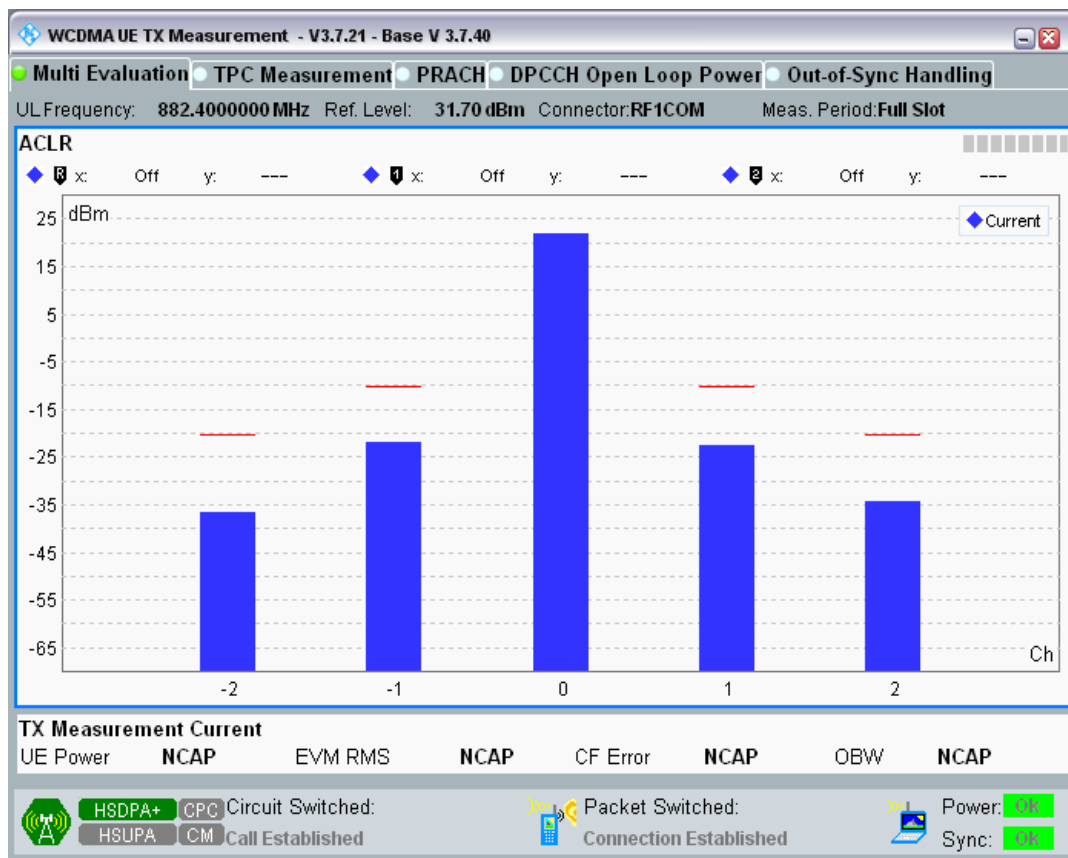 WCDMA UE TX Measurement - V3.7.21 - Base V 3.7.40
Multi Evaluation TPC Measurement PRACH DPCCH Open Loop Power Out-of-Sync Handling
UL Frequency: 882.4000000 MHz Ref. Level: 31.70 dBm Connector:RF1COM Meas. Period:Full Slot
ACLR
R x: Off y: --- 1 x: Off y: --- 2 x: Off y: ---
25 dBm
Current
15
5
-5
-15
-25
-35
-45
-55
-65
Ch
-2 -1 0 1 2
TX Measurement Current
UE Power NCAP EVM RMS NCAP CF Error NCAP OBW NCAP
HSDPA+ CPC Circuit Switched: Packet Switched: Power: OK
HSUPA CM Call Established Connection Established Sync: OK